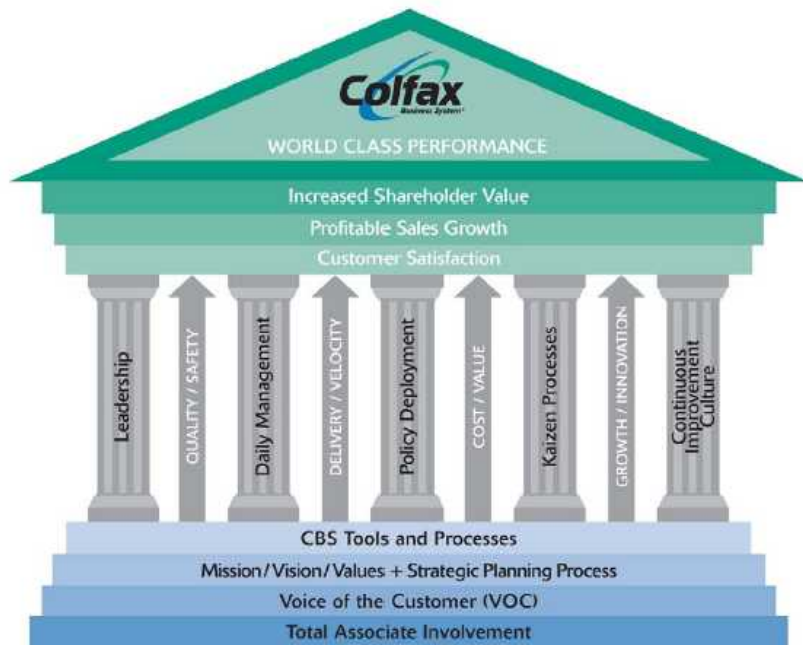 Colfax
Business System
WORLD CLASS PERFORMANCE
Increased Shareholder Value
Profitable Sales Growth
Customer Satisfaction
Leadership
QUALITY / SAFETY
Daily Management
DELIVERY / VELOCITY
Policy Deployment
COST / VALUE
Kaizen Processes
GROWTH / INNOVATION
Continuous
Improvement
Culture
CBS Tools and Processes
Mission / Vision / Values + Strategic Planning Process
Voice of the Customer (VOC)
Total Associate Involvement